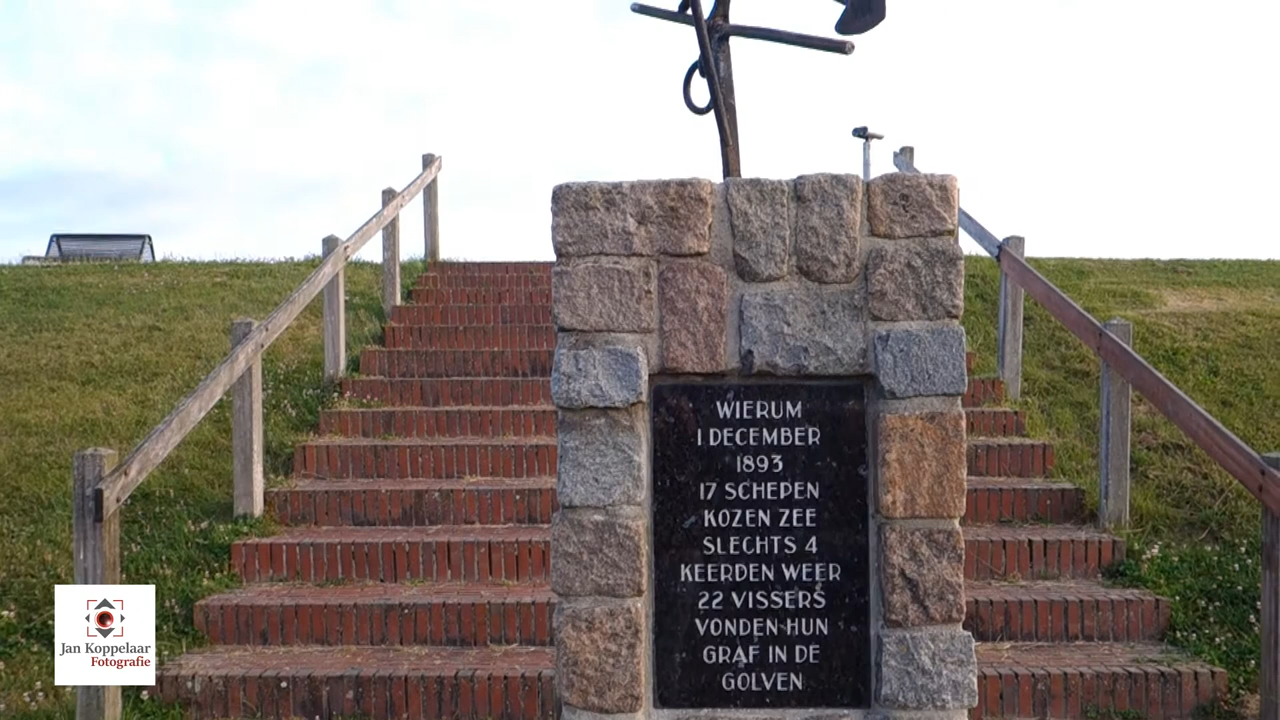 WIERUM
1 DECEMBER
1893
17 SCHEPEN
KOZEN ZEE
SLECHTS 4
KEERDEN WEER
22 VISSERS
VONDEN HUN
GRAF IN DE
GOLVEN
Jan Koppelaar
Fotografie